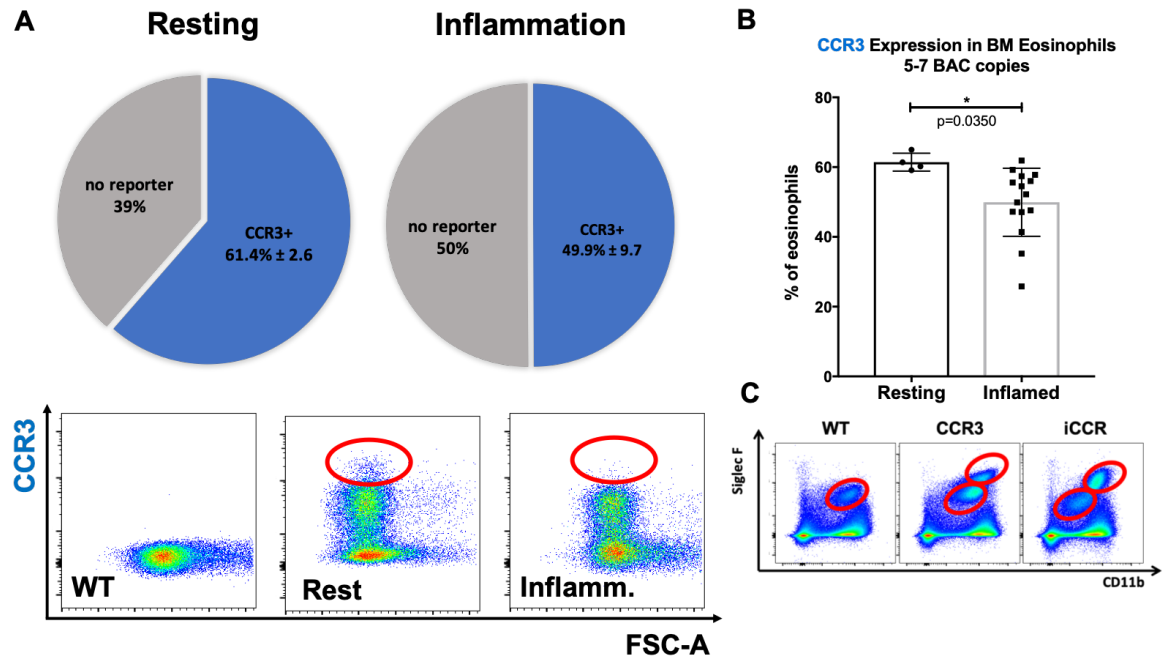 A
Resting
Inflammation
no reporter
39%
CCR3+
61.4% ± 2.6
no reporter
50%
CCR3+
49.9% ± 9.7
CCR3
WT
Rest
Inflamm.
FSC-A
B
CCR3 Expression in BM Eosinophils
5-7 BAC copies
*
p=0.0350
% of eosinophils
80
60
40
20
0
Resting
Inflamed
C
WT
CCR3
iCCR
Siglec F
CD11b